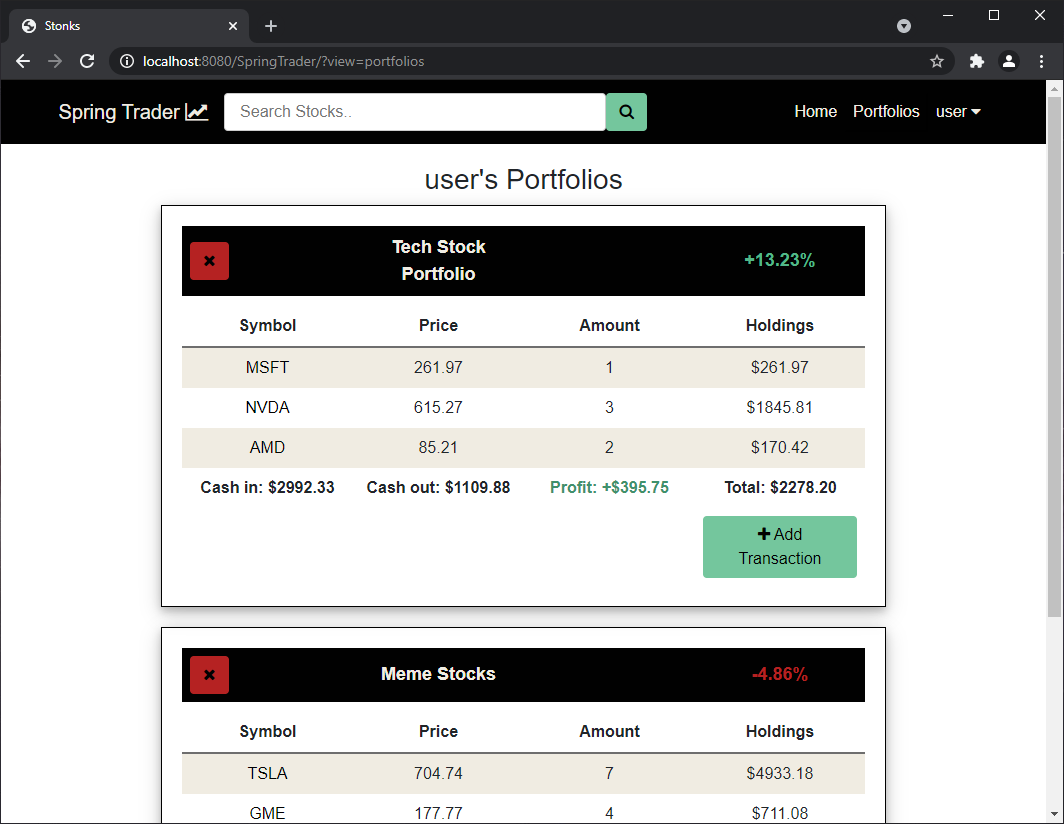 Stonks
localhost:8080/SpringTrader/?view=portfolios
Spring Trader Search Stocks.. Home Portfolios user
user's Portfolios
Tech Stock
Portfolio
+13.23%
Symbol Price Amount Holdings
MSFT 261.97 1 $261.97
NVDA 615.27 3 $1845.81
AMD 85.21 2 $170.42
Cash in: $2992.33 Cash out: $1109.88 Profit: +$395.75 Total: $2278.20
Add
Transaction
Meme Stocks -4.86%
Symbol Price Amount Holdings
TSLA 704.74 7 $4933.18
GME 177.77 4 $711.08